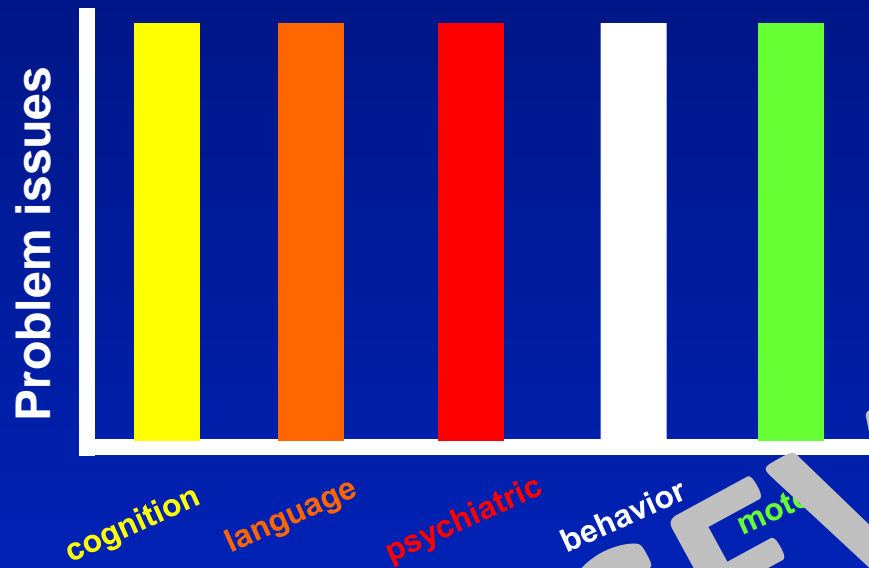 Problem issues
cognition
language
psychiatric
behavior